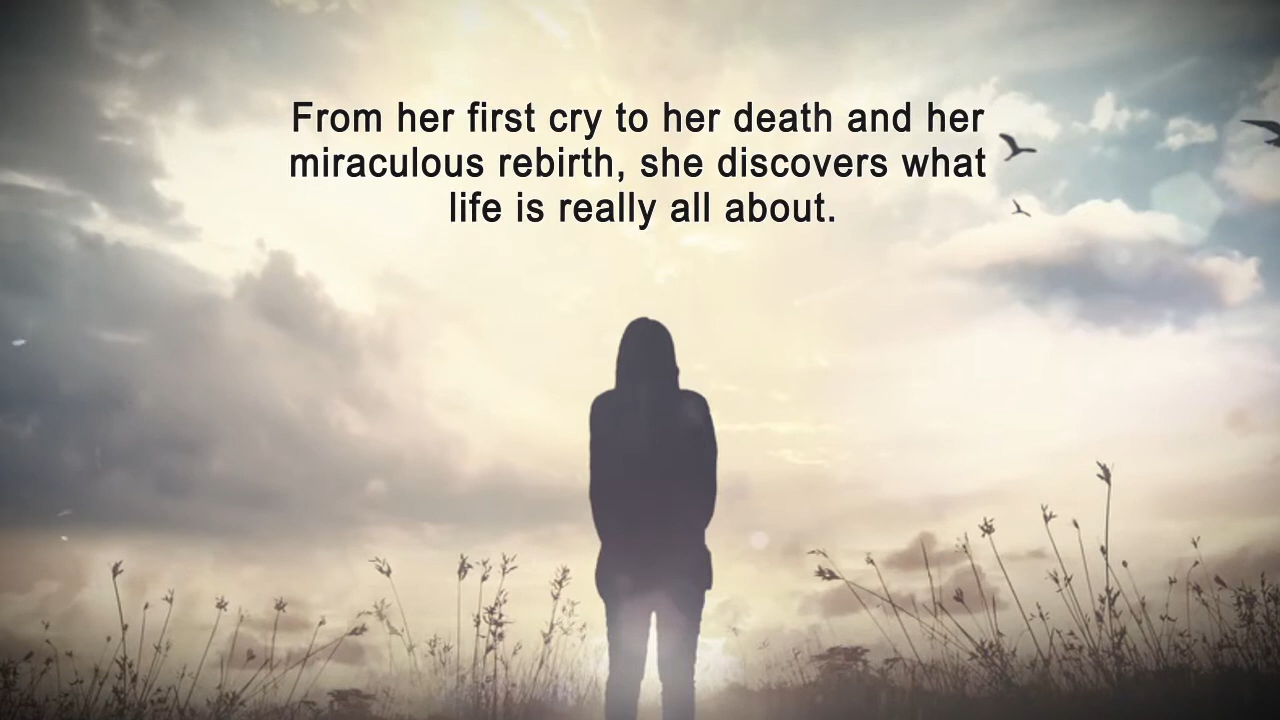 From her first cry to her death and her
miraculous rebirth, she discovers what
life is really all about.